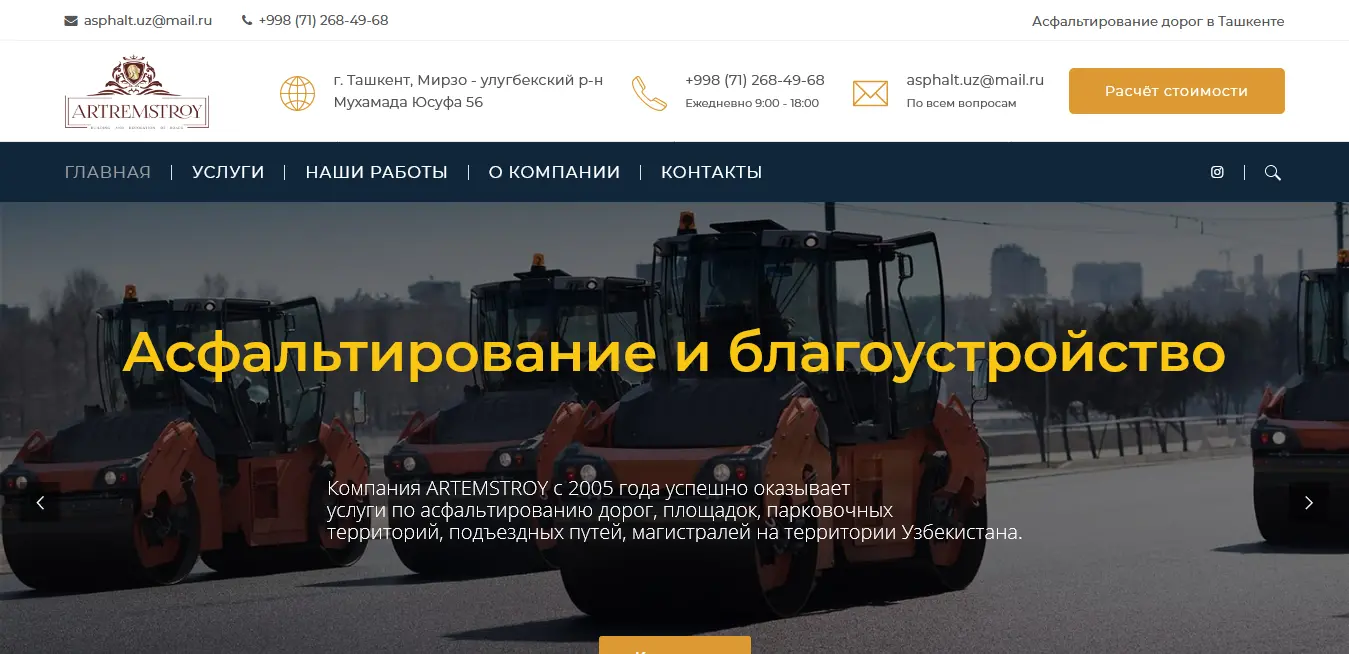 asphalt.uz@mail.ru
+998 (71) 268-49-68
Асфальтирование дорог в Ташкенте
ARTREMSTROY
г. Ташкент, Мирзо - улугбекский р-н
Мухамада Юсуфа 56
+998 (71) 268-49-68
Ежедневно 9:00 - 18:00
asphalt.uz@mail.ru
По всем вопросам
Расчёт стоимости
ГЛАВНАЯ
УСЛУГИ
НАШИ РАБОТЫ
О КОМПАНИИ
КОНТАКТЫ
Асфальтирование и благоустройство
Компания ARTEMSTROY с 2005 года успешно оказывает
услуги по асфальтированию дорог, площадок, парковочных
территорий, подъездных путей, магистралей на территории Узбекистана.